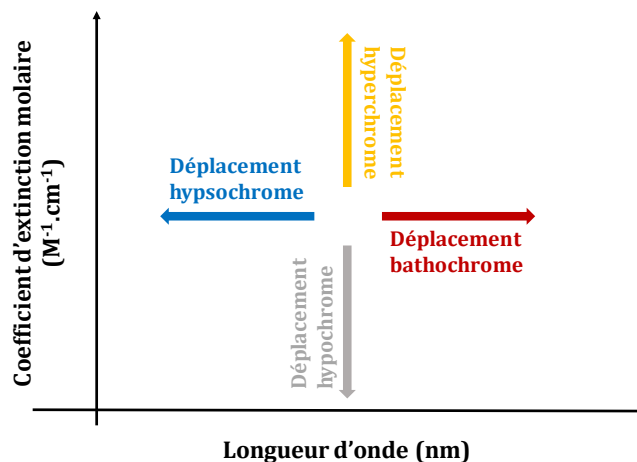 Coefficient d'extinction molaire
(M⁻¹.cm⁻¹)
Déplacement
hyperchrome
Déplacement
hypsochrome
Déplacement
bathochrome
Déplacement
hypochrome
Longueur d'onde (nm)